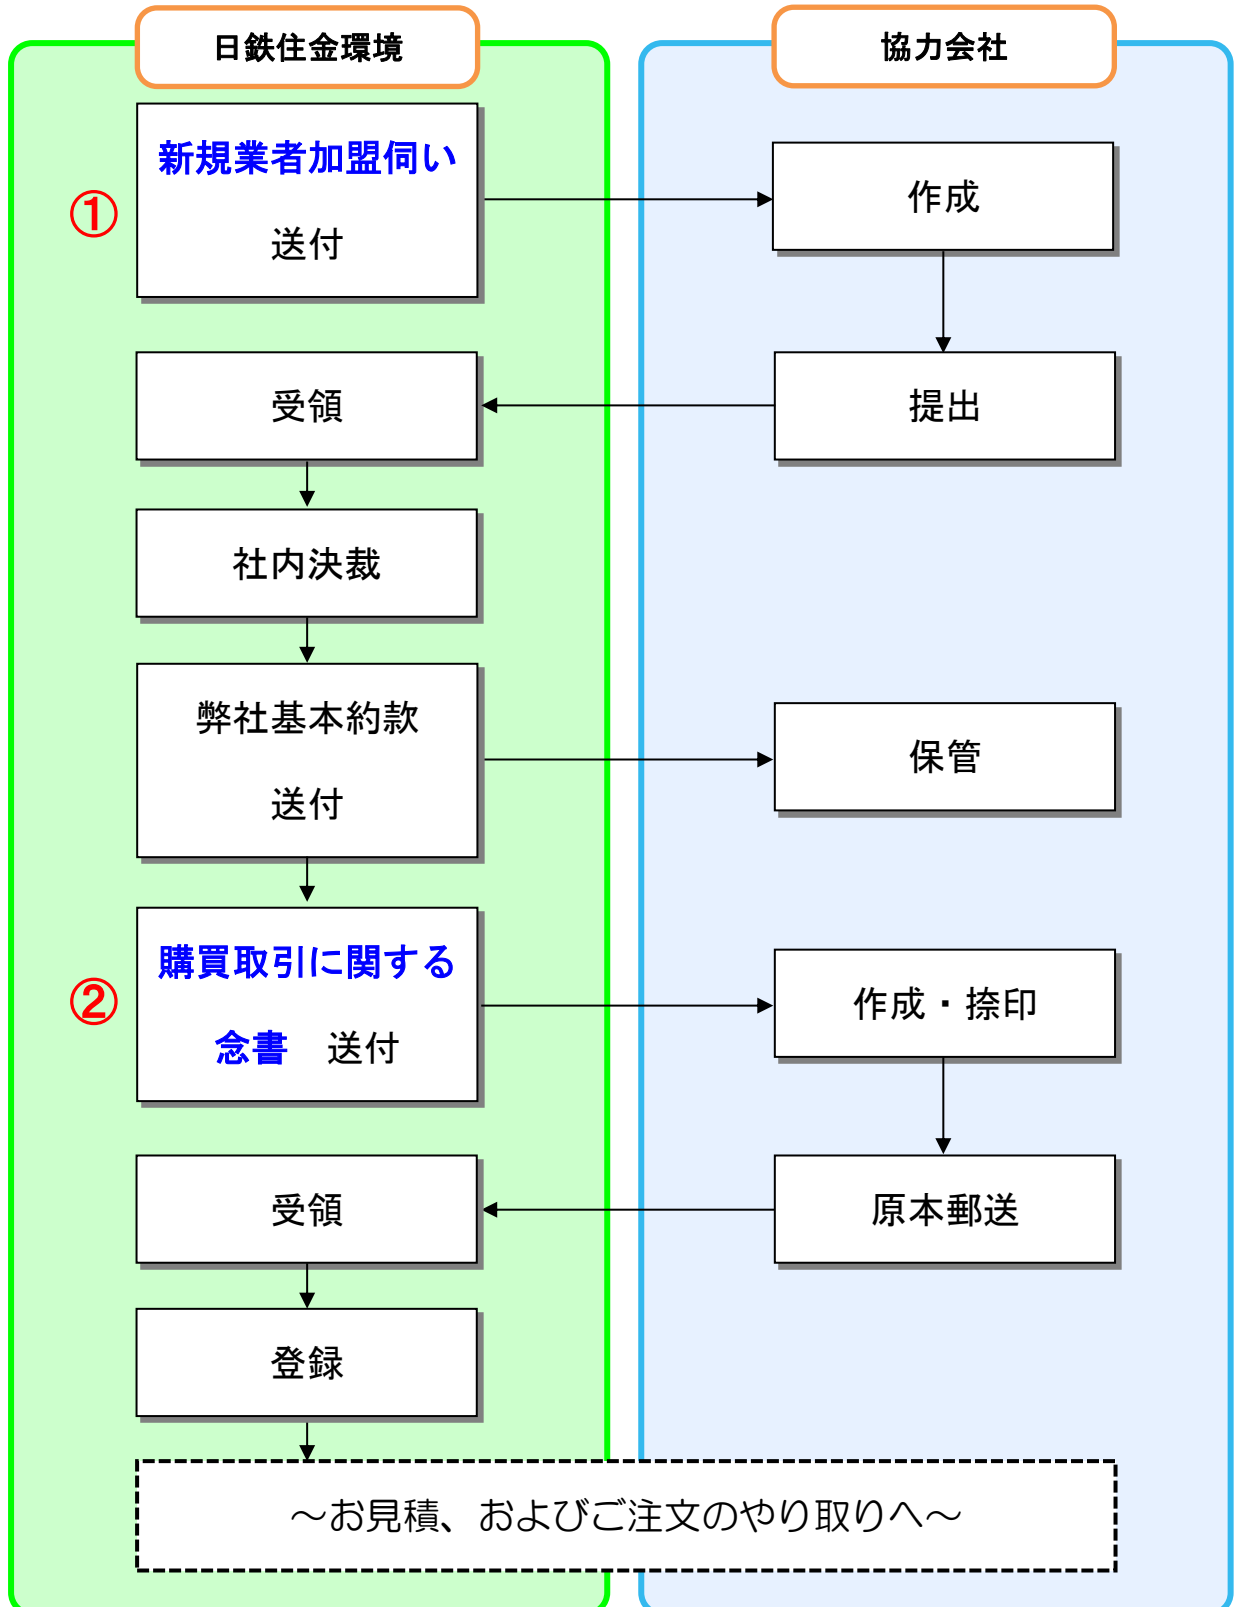 日鉄住金環境
協力会社
①
新規業者加盟伺い
送付
作成
受領
提出
社内決裁
弊社基本約款
送付
保管
②
購買取引に関する
念書　送付
作成・捺印
受領
原本郵送
登録
～お見積、およびご注文のやり取りへ～